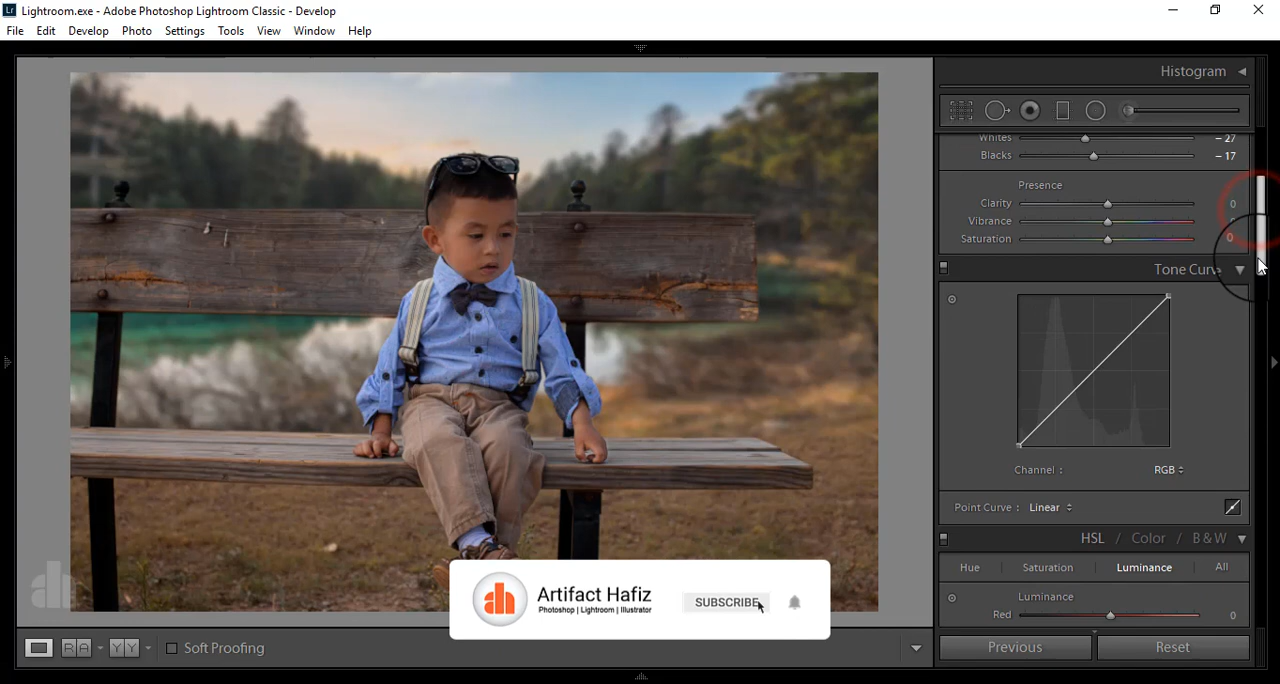 Lr Lightroom.exe - Adobe Photoshop Lightroom Classic - Develop
File Edit Develop Photo Settings Tools View Window Help
Histogram
Whites -27
Blacks -17
Presence
Clarity 0
Vibrance
Saturation 0
Tone Curve
Channel : RGB
Point Curve : Linear
HSL / Color / B & W
Hue Saturation Luminance All
Luminance
Red 0
Artifact Hafiz
Photoshop | Lightroom | Illustrator
SUBSCRIBE
R A Y Y Soft Proofing
Previous Reset